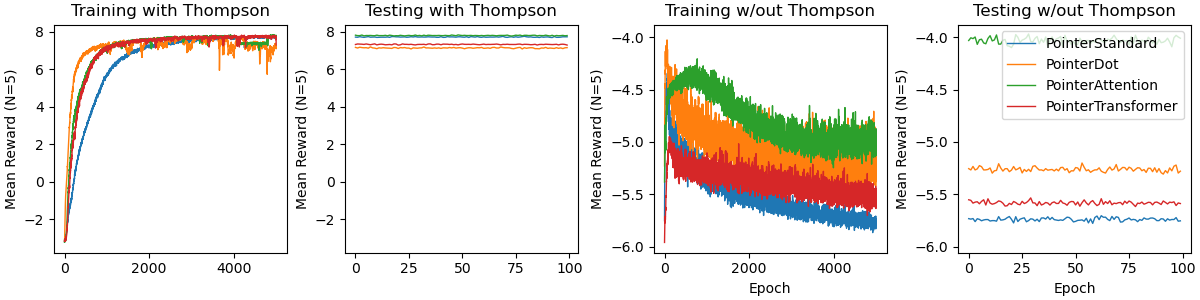 Training with Thompson
Mean Reward (N=5)
8
6
4
2
0
−2
0
2000
4000
Testing with Thompson
Mean Reward (N=5)
8
6
4
2
0
−2
0
25
50
75
100
Training w/out Thompson
Mean Reward (N=5)
−4.0
−4.5
−5.0
−5.5
−6.0
0
2000
4000
Epoch
Testing w/out Thompson
Mean Reward (N=5)
−4.0
−4.5
−5.0
−5.5
−6.0
PointerStandard
PointerDot
PointerAttention
PointerTransformer
0
25
50
75
100
Epoch